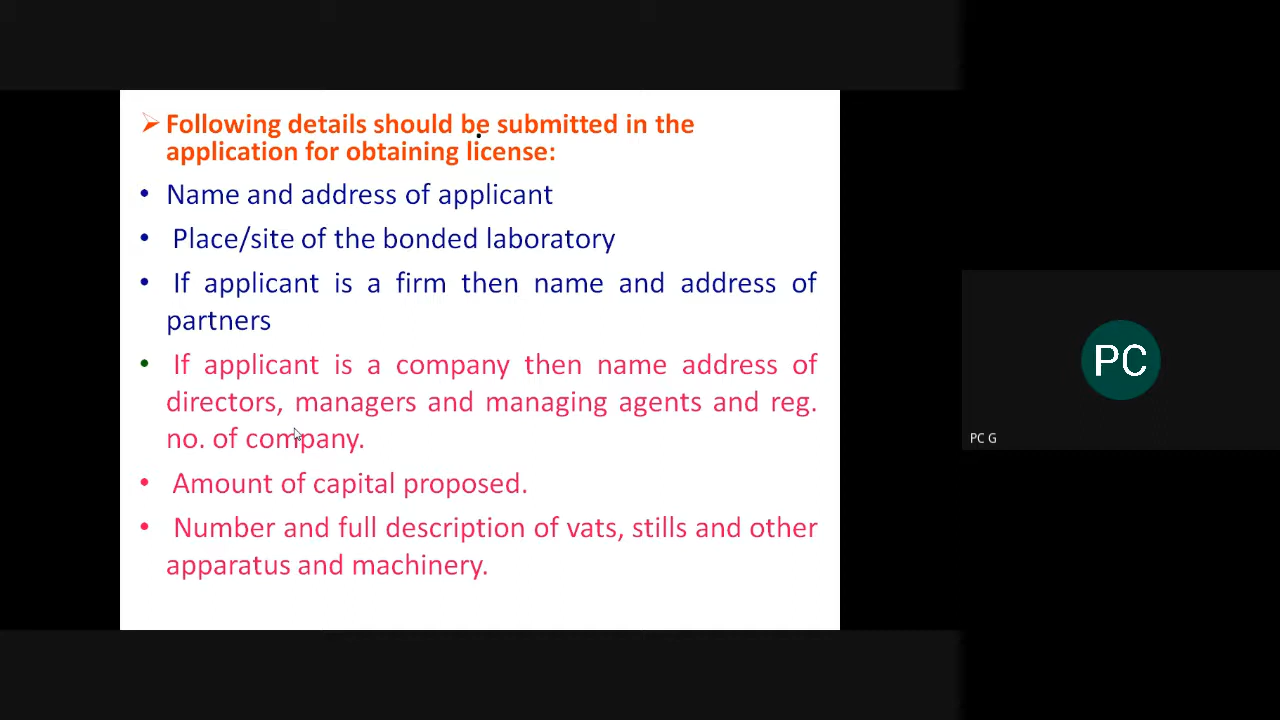 Following details should be submitted in the
application for obtaining license:
• Name and address of applicant
• Place/site of the bonded laboratory
• If applicant is a firm then name and address of
partners
• If applicant is a company then name address of
directors, managers and managing agents and reg.
no. of company.
• Amount of capital proposed.
• Number and full description of vats, stills and other
apparatus and machinery.
PC
PC G